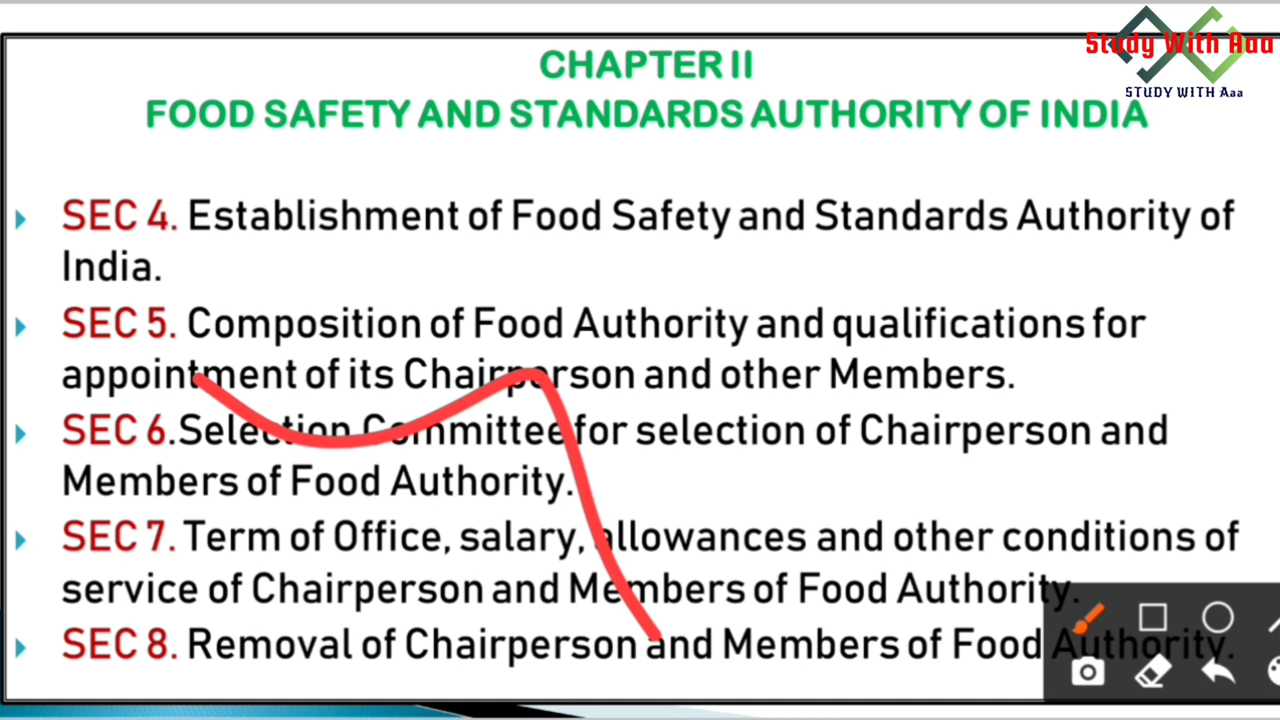 Study With Aaa
STUDY WITH Aaa
CHAPTER II
FOOD SAFETY AND STANDARDS AUTHORITY OF INDIA
SEC 4. Establishment of Food Safety and Standards Authority of
India.
SEC 5. Composition of Food Authority and qualifications for
appointment of its Chairperson and other Members.
SEC 6.Selection Committee for selection of Chairperson and
Members of Food Authority.
SEC 7. Term of Office, salary, allowances and other conditions of
service of Chairperson and Members of Food Authority.
SEC 8. Removal of Chairperson and Members of Food Authority.